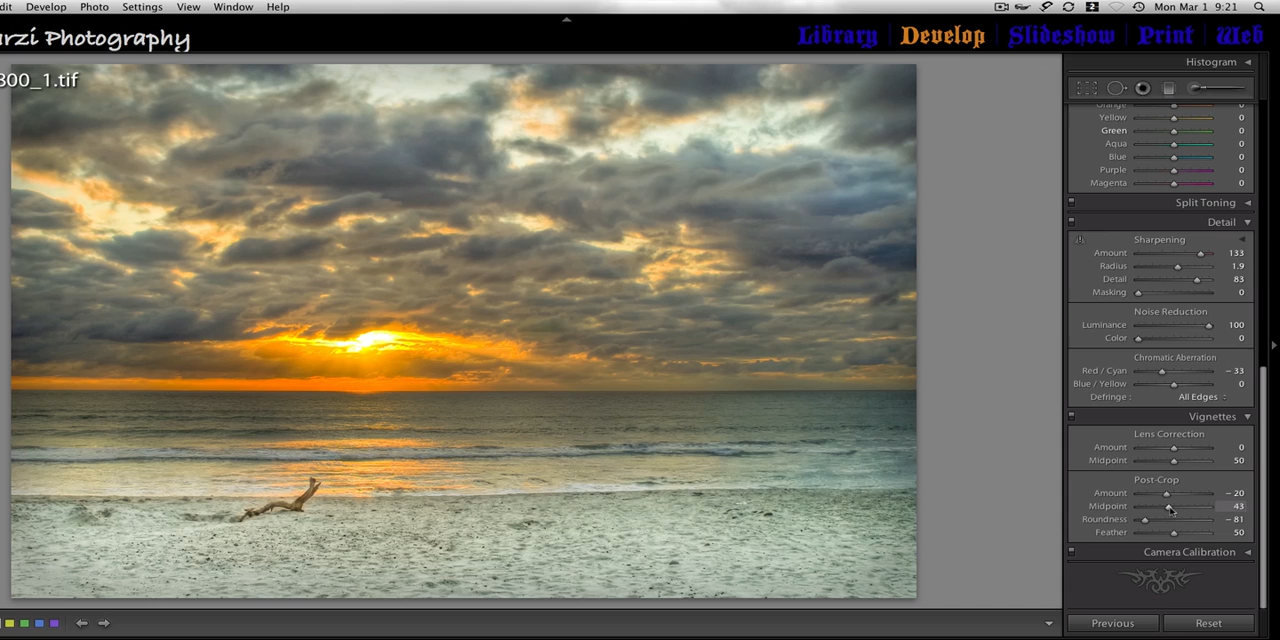 dit Develop Photo Settings View Window Help 2 Mon Mar 1 9:21
rzi Photography
Library Develop Slideshow Print Web
300_1.tif
Histogram
Orange 0
Yellow 0
Green 0
Aqua 0
Blue 0
Purple 0
Magenta 0
Split Toning
Detail
Sharpening
Amount 133
Radius 1.9
Detail 83
Masking 0
Noise Reduction
Luminance 100
Color 0
Chromatic Aberration
Red / Cyan – 33
Blue / Yellow 0
Defringe : All Edges
Vignettes
Lens Correction
Amount 0
Midpoint 50
Post-Crop
Amount – 20
Midpoint 43
Roundness – 81
Feather 50
Camera Calibration
Previous Reset